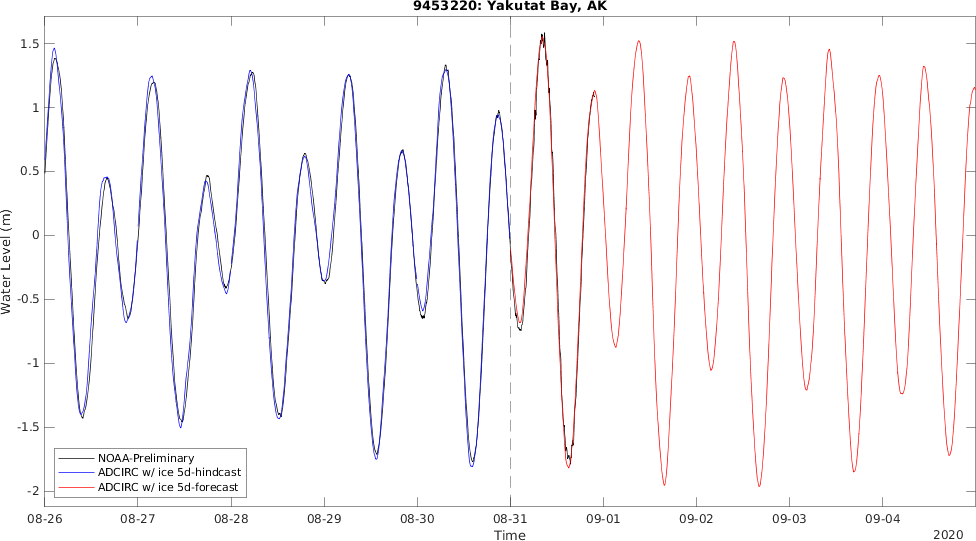 9453220: Yakutat Bay, AK
1.5
1
0.5
0
-0.5
-1
-1.5
-2
Water Level (m)
NOAA-Preliminary
ADCIRC w/ ice 5d-hindcast
ADCIRC w/ ice 5d-forecast
08-26 08-27 08-28 08-29 08-30 08-31 09-01 09-02 09-03 09-04
Time
2020